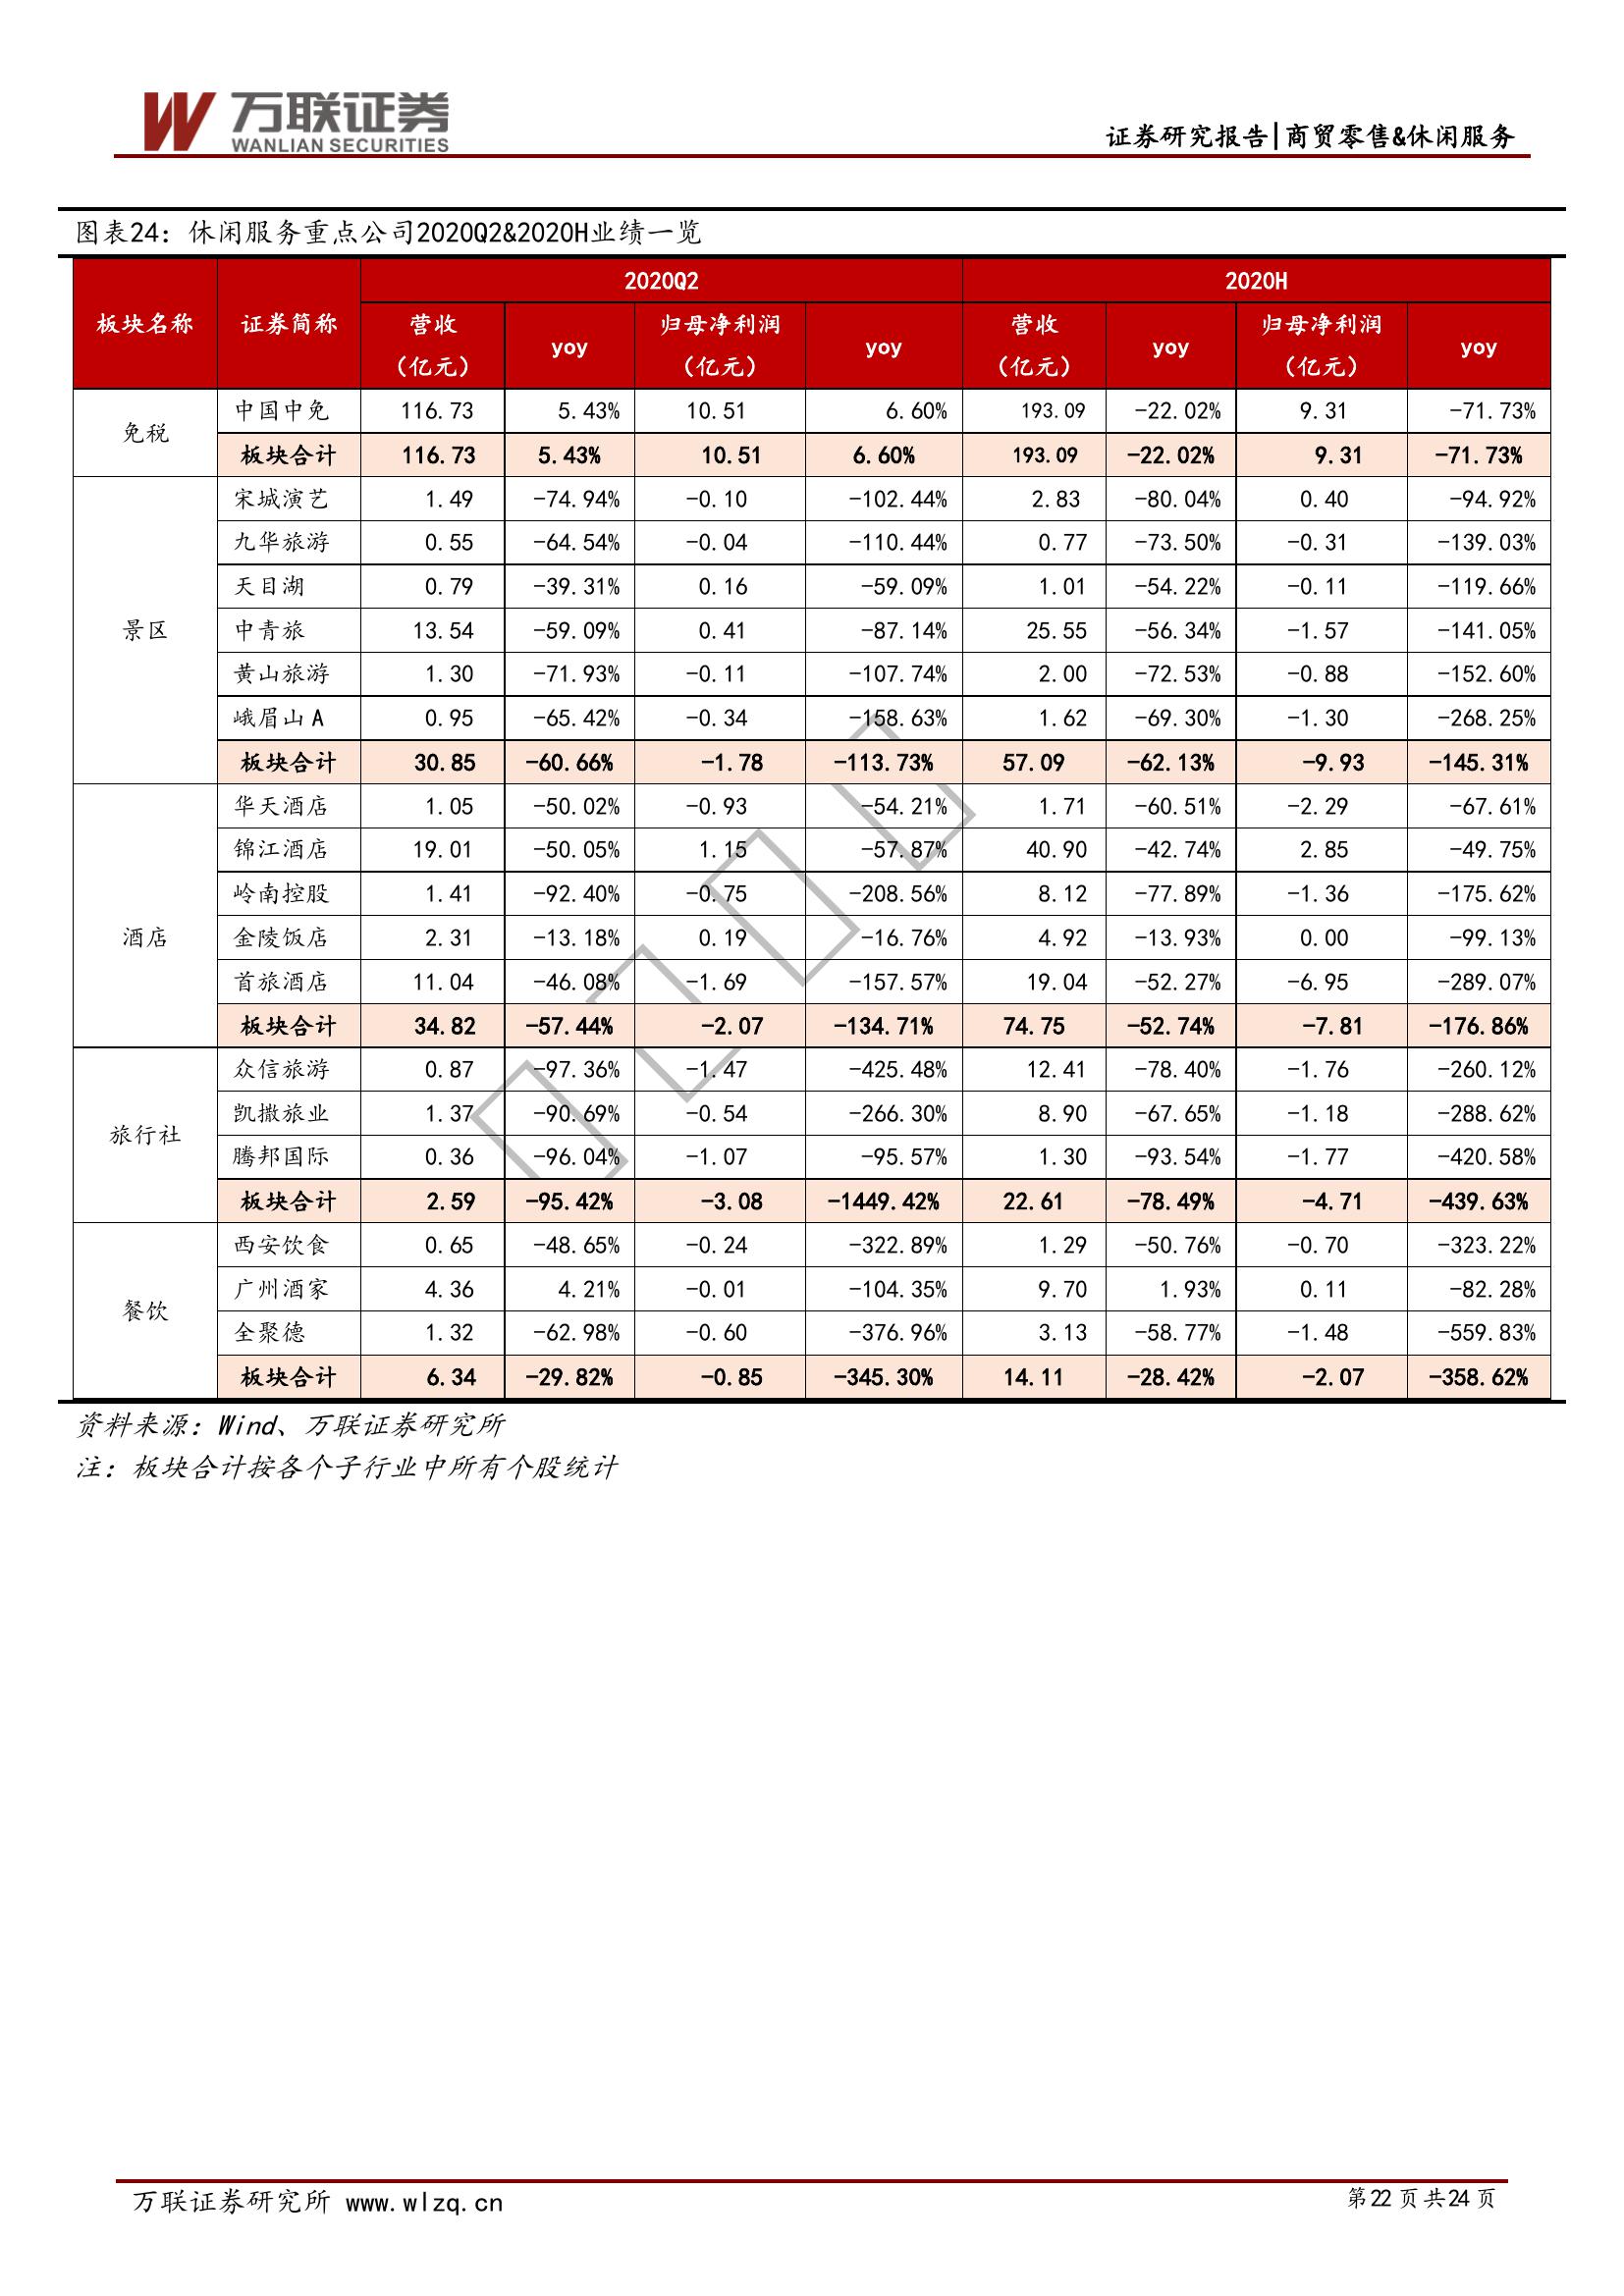 万联证券
WANLIAN SECURITIES
证券研究报告|商贸零售&休闲服务
图表24：休闲服务重点公司2020Q2&2020H业绩一览
板块名称 证券简称 2020Q2 2020H
营收（亿元） yoy 归母净利润（亿元） yoy 营收（亿元） yoy 归母净利润（亿元） yoy
免税 中国中免 116.73 5.43% 10.51 6.60% 193.09 -22.02% 9.31 -71.73%
板块合计 116.73 5.43% 10.51 6.60% 193.09 -22.02% 9.31 -71.73%
景区 宋城演艺 1.49 -74.94% -0.10 -102.44% 2.83 -80.04% 0.40 -94.92%
九华旅游 0.55 -64.54% -0.04 -110.44% 0.77 -73.50% -0.31 -139.03%
天目湖 0.79 -39.31% 0.16 -59.09% 1.01 -54.22% -0.11 -119.66%
中青旅 13.54 -59.09% 0.41 -87.14% 25.55 -56.34% -1.57 -141.05%
黄山旅游 1.30 -71.93% -0.11 -107.74% 2.00 -72.53% -0.88 -152.60%
峨眉山A 0.95 -65.42% -0.34 -158.63% 1.62 -69.30% -1.30 -268.25%
板块合计 30.85 -60.66% -1.78 -113.73% 57.09 -62.13% -9.93 -145.31%
酒店 华天酒店 1.05 -50.02% -0.93 -54.21% 1.71 -60.51% -2.29 -67.61%
锦江酒店 19.01 -50.05% 1.15 -57.87% 40.90 -42.74% 2.85 -49.75%
岭南控股 1.41 -92.40% -0.75 -208.56% 8.12 -77.89% -1.36 -175.62%
金陵饭店 2.31 -13.18% 0.19 -16.76% 4.92 -13.93% 0.00 -99.13%
首旅酒店 11.04 -46.08% -1.69 -157.57% 19.04 -52.27% -6.95 -289.07%
板块合计 34.82 -57.44% -2.07 -134.71% 74.75 -52.74% -7.81 -176.86%
旅行社 众信旅游 0.87 -97.36% -1.47 -425.48% 12.41 -78.40% -1.76 -260.12%
凯撒旅业 1.37 -90.69% -0.54 -266.30% 8.90 -67.65% -1.18 -288.62%
腾邦国际 0.36 -96.04% -1.07 -95.57% 1.30 -93.54% -1.77 -420.58%
板块合计 2.59 -95.42% -3.08 -1449.42% 22.61 -78.49% -4.71 -439.63%
餐饮 西安饮食 0.65 -48.65% -0.24 -322.89% 1.29 -50.76% -0.70 -323.22%
广州酒家 4.36 4.21% -0.01 -104.35% 9.70 1.93% 0.11 -82.28%
全聚德 1.32 -62.98% -0.60 -376.96% 3.13 -58.77% -1.48 -559.83%
板块合计 6.34 -29.82% -0.85 -345.30% 14.11 -28.42% -2.07 -358.62%
资料来源：Wind、万联证券研究所
注：板块合计按各个子行业中所有个股统计
万联证券研究所 www.wlzq.cn 第22页共24页